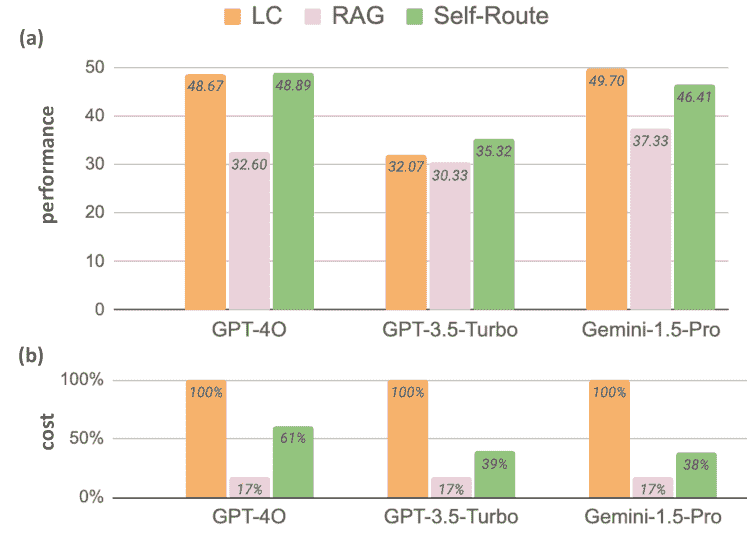 LC RAG Self-Route
(a)
50
40
30
20
10
0
performance
48.67 32.60 48.89
32.07 30.33 35.32
49.70 37.33 46.41
GPT-4O GPT-3.5-Turbo Gemini-1.5-Pro
(b)
100%
50%
0%
cost
100% 17% 61%
100% 17% 39%
100% 17% 38%
GPT-4O GPT-3.5-Turbo Gemini-1.5-Pro